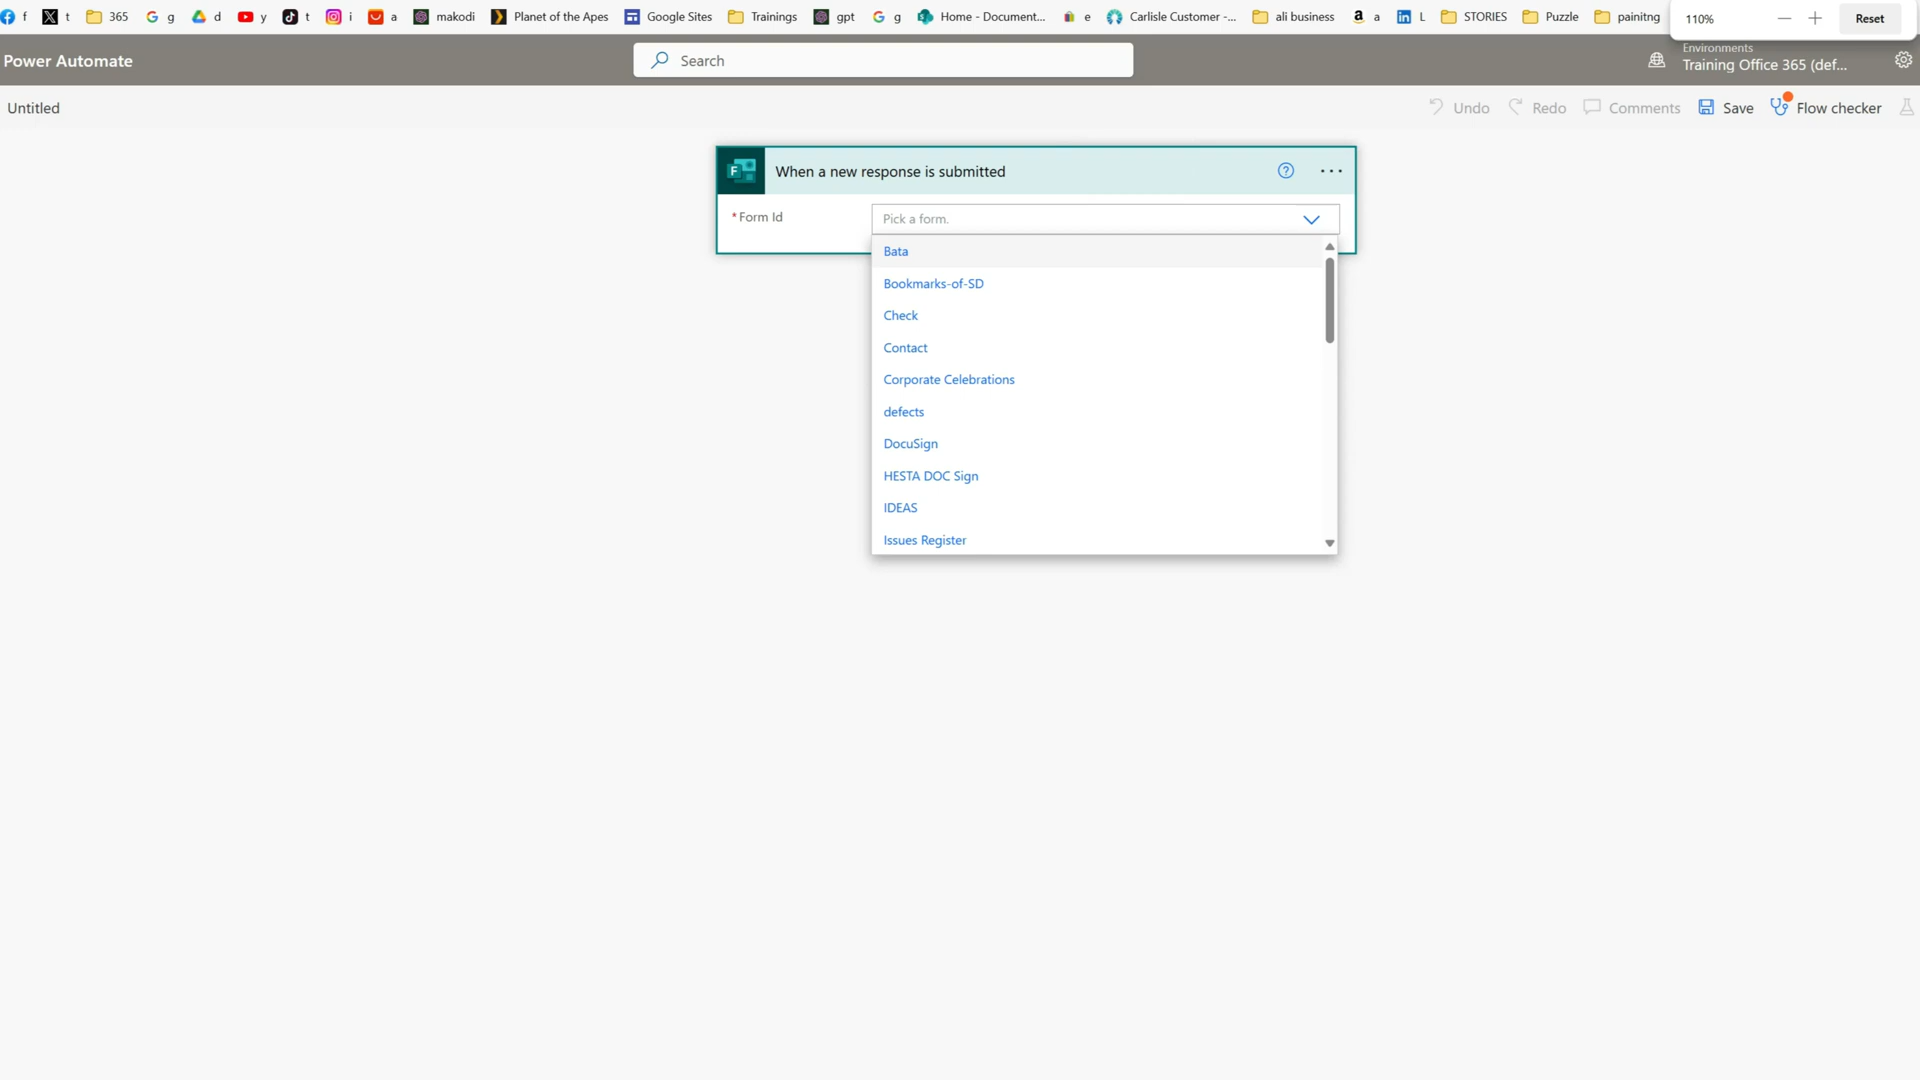 f t 365 g d y t i a makodi Planet of the Apes Google Sites Trainings gpt g Home - Document... e Carlisle Customer -... ali business a L STORIES Puzzle painitng 110% Reset
Power Automate Search Environments
Training Office 365 (def...
Untitled Undo Redo Comments Save Flow checker
When a new response is submitted
* Form Id Pick a form.
Bata
Bookmarks-of-SD
Check
Contact
Corporate Celebrations
defects
DocuSign
HESTA DOC Sign
IDEAS
Issues Register